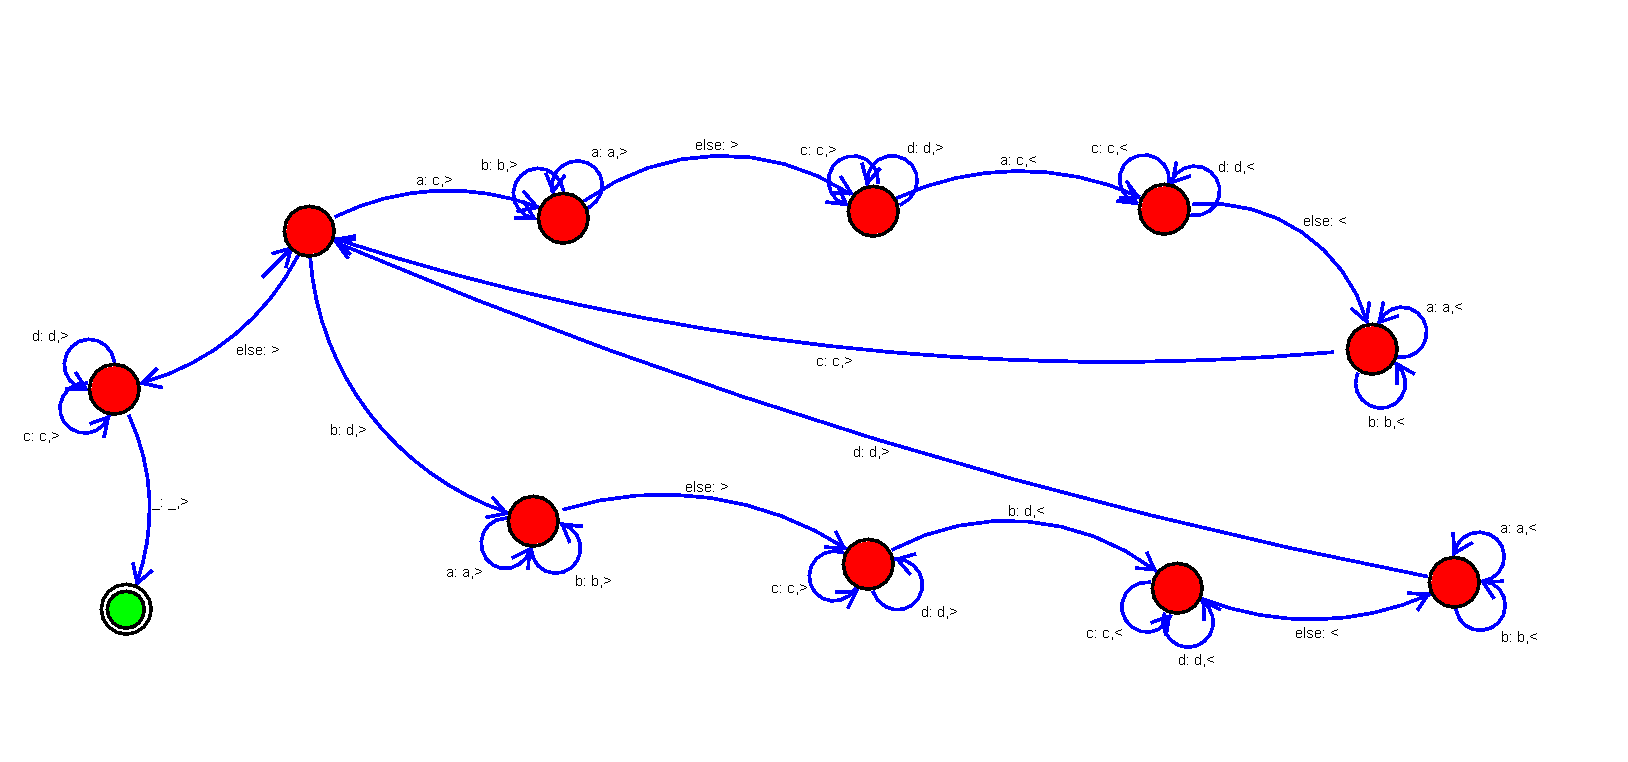 else: >
c: c,>
d: d,>
c: c,<
b: b,>
a: a,>
a: c,<
d: d,<
a: c,>
else: <
a: a,<
d: d,>
else: >
c: c,>
b: b,<
b: d,>
c: c,>
d: d,>
else: >
_: _,>
b: d,<
a: a,<
a: a,>
b: b,>
c: c,>
d: d,>
c: c,<
else: <
b: b,<
d: d,<